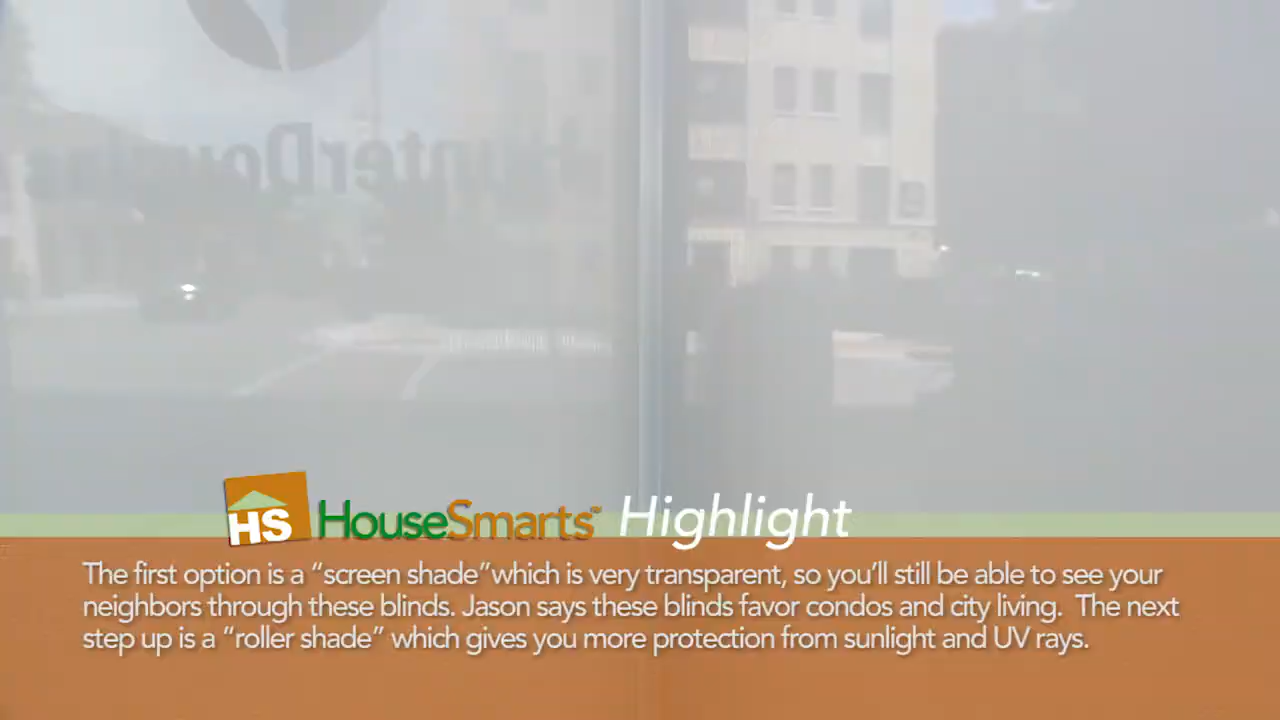 HunterDouglas
HS HouseSmarts™ Highlight
The first option is a “screen shade”which is very transparent, so you’ll still be able to see your
neighbors through these blinds. Jason says these blinds favor condos and city living.  The next
step up is a “roller shade” which gives you more protection from sunlight and UV rays.